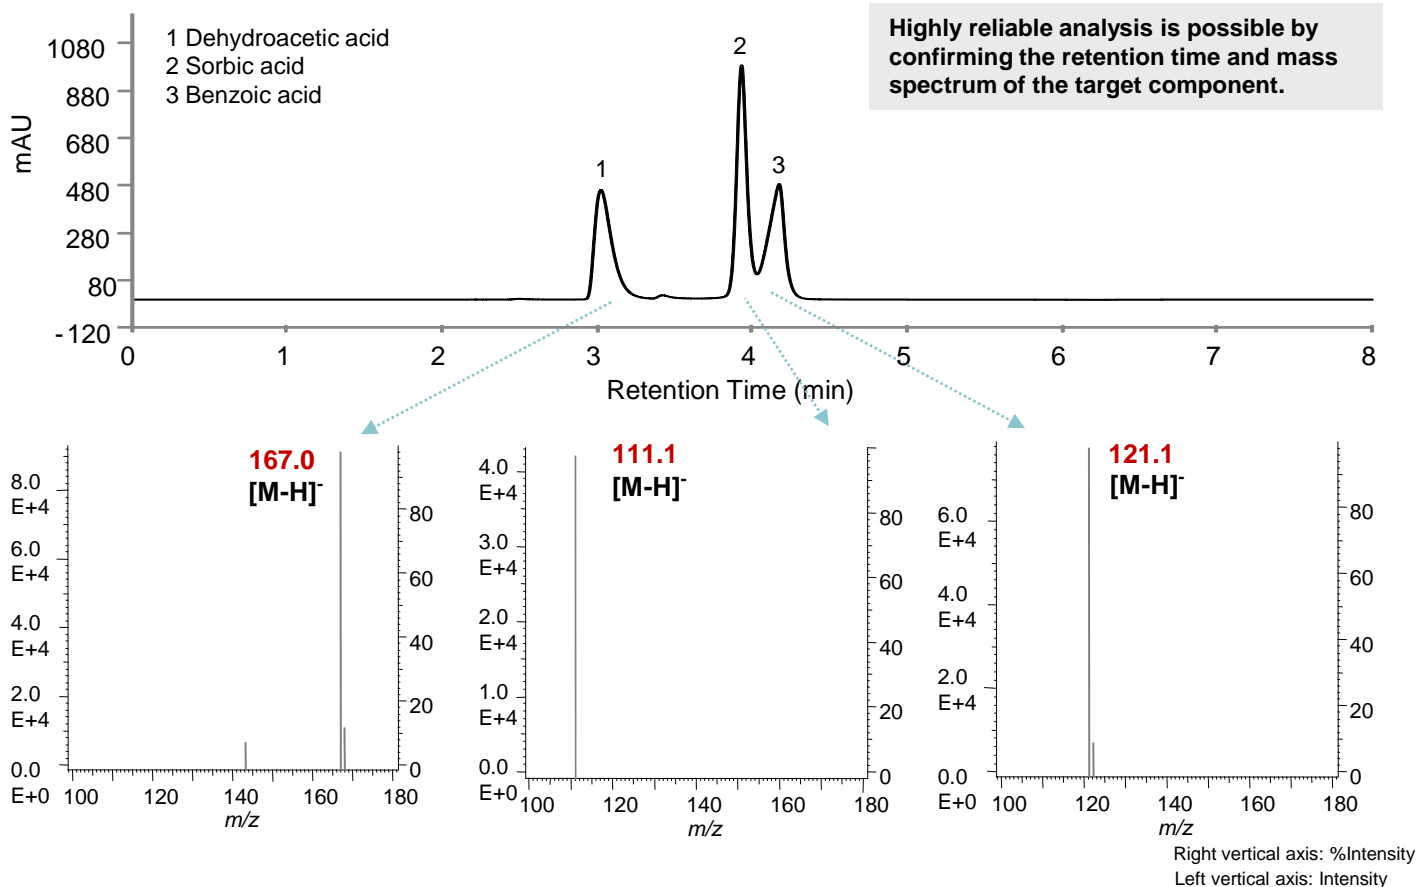 1 Dehydroacetic acid
2 Sorbic acid
3 Benzoic acid
Highly reliable analysis is possible by
confirming the retention time and mass
spectrum of the target component.
mAU
1080
880
680
480
280
80
-120
1
2
3
0 1 2 3 4 5 6 7 8
Retention Time (min)
167.0
[M-H]-
8.0
E+4
6.0
E+4
4.0
E+4
2.0
E+4
0.0
E+0
80
60
40
20
0
100 120 140 160 180
m/z
111.1
[M-H]-
4.0
E+4
3.0
E+4
2.0
E+4
1.0
E+4
0.0
E+0
80
60
40
20
0
100 120 140 160 180
m/z
121.1
[M-H]-
6.0
E+4
4.0
E+4
2.0
E+4
0.0
E+0
80
60
40
20
0
100 120 140 160 180
m/z
Right vertical axis: %Intensity
Left vertical axis: Intensity